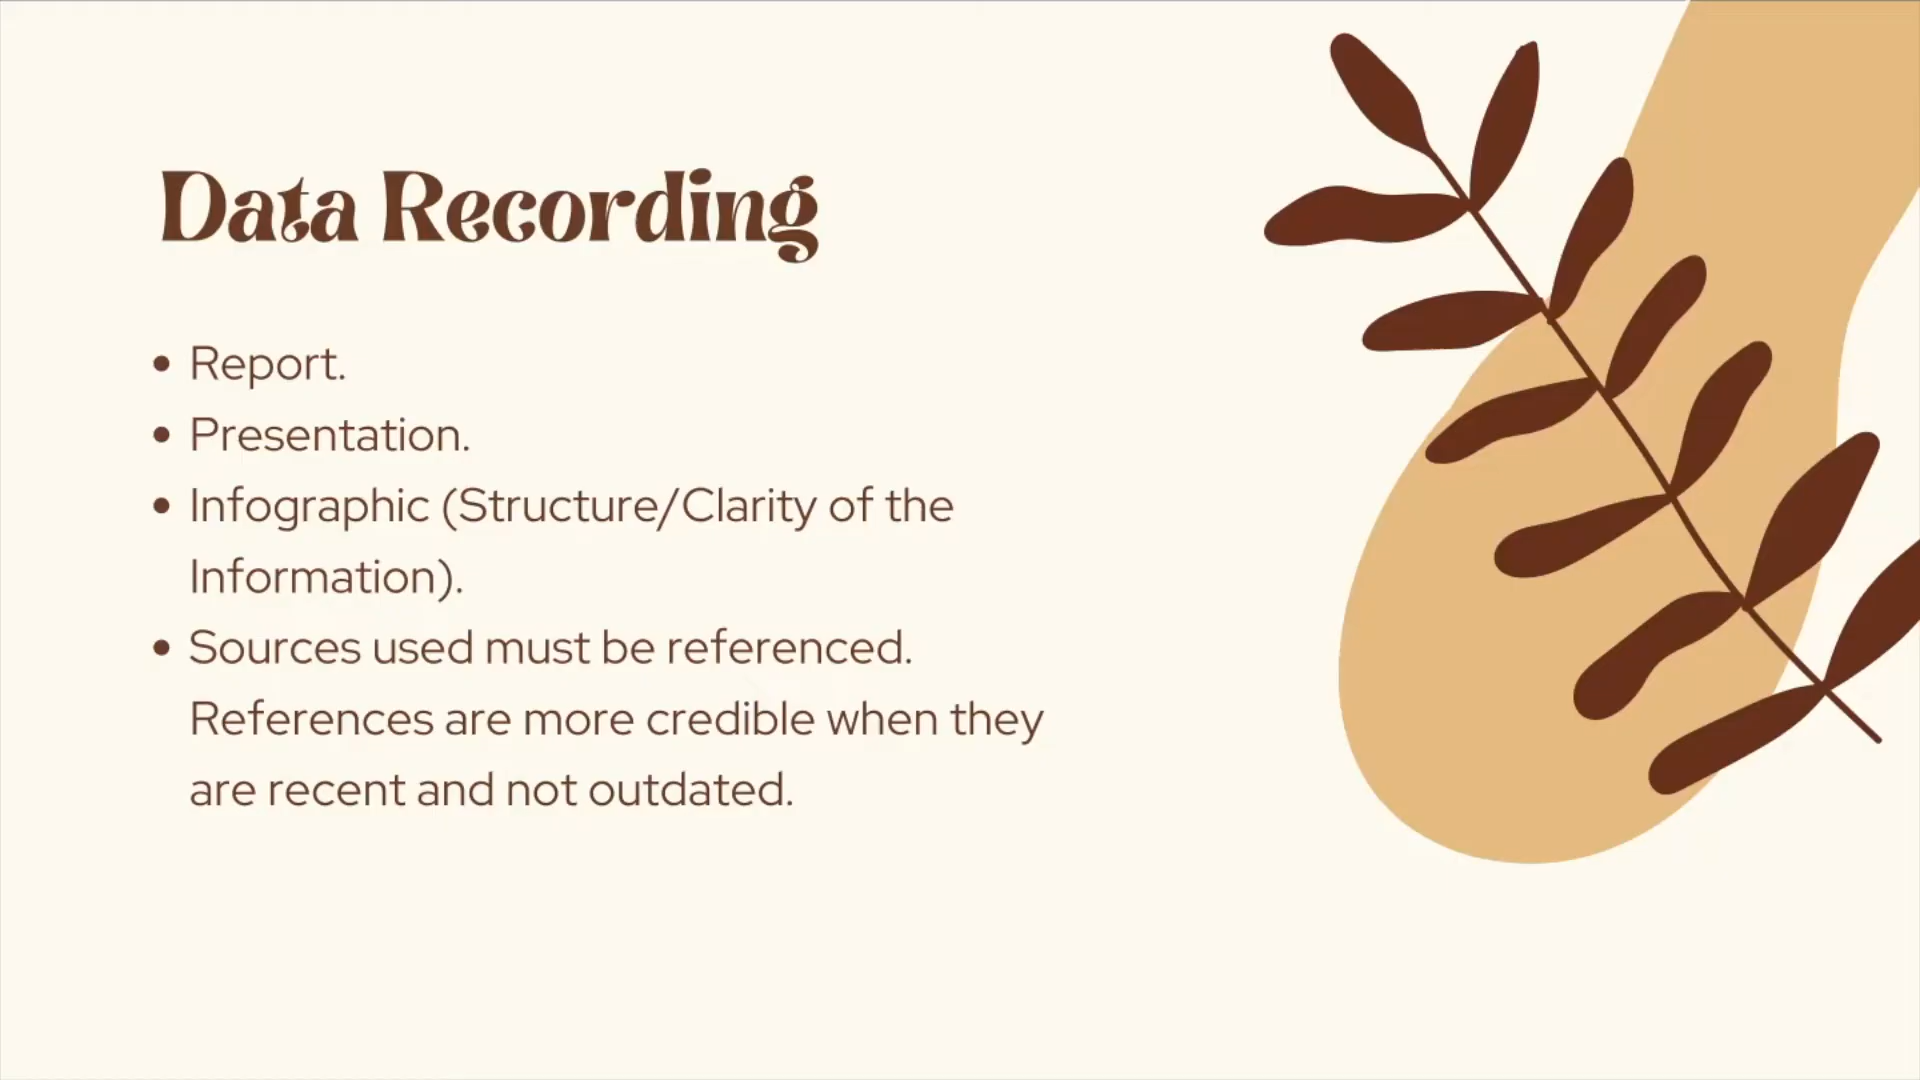 Data Recording
• Report.
• Presentation.
• Infographic (Structure/Clarity of the
Information).
• Sources used must be referenced.
References are more credible when they
are recent and not outdated.